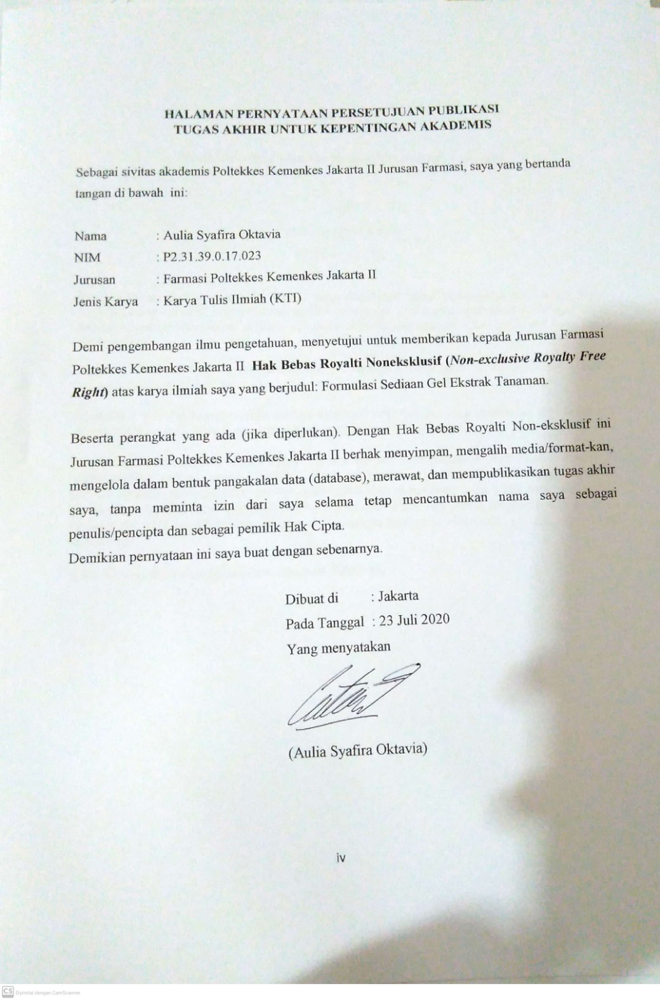 HALAMAN PERNYATAAN PERSETUJUAN PUBLIKASI
TUGAS AKHIR UNTUK KEPENTINGAN AKADEMIS
Sebagai sivitas akademis Poltekkes Kemenkes Jakarta II Jurusan Farmasi, saya yang bertanda
tangan di bawah ini:
Nama : Aulia Syafira Oktavia
NIM : P2.31.39.0.17.023
Jurusan : Farmasi Poltekkes Kemenkes Jakarta II
Jenis Karya : Karya Tulis Ilmiah (KTI)
Demi pengembangan ilmu pengetahuan, menyetujui untuk memberikan kepada Jurusan Farmasi
Poltekkes Kemenkes Jakarta II Hak Bebas Royalti Noneksklusif (Non-exclusive Royalty Free
Right) atas karya ilmiah saya yang berjudul: Formulasi Sediaan Gel Ekstrak Tanaman.
Beserta perangkat yang ada (jika diperlukan). Dengan Hak Bebas Royalti Non-eksklusif ini
Jurusan Farmasi Poltekkes Kemenkes Jakarta II berhak menyimpan, mengalih media/format-kan,
mengelola dalam bentuk pangakalan data (database), merawat, dan mempublikasikan tugas akhir
saya, tanpa meminta izin dari saya selama tetap mencantumkan nama saya sebagai
penulis/pencipta dan sebagai pemilik Hak Cipta.
Demikian pernyataan ini saya buat dengan sebenarnya.
Dibuat di : Jakarta
Pada Tanggal : 23 Juli 2020
Yang menyatakan
(Aulia Syafira Oktavia)
iv
CS Dipindai dengan CamScanner